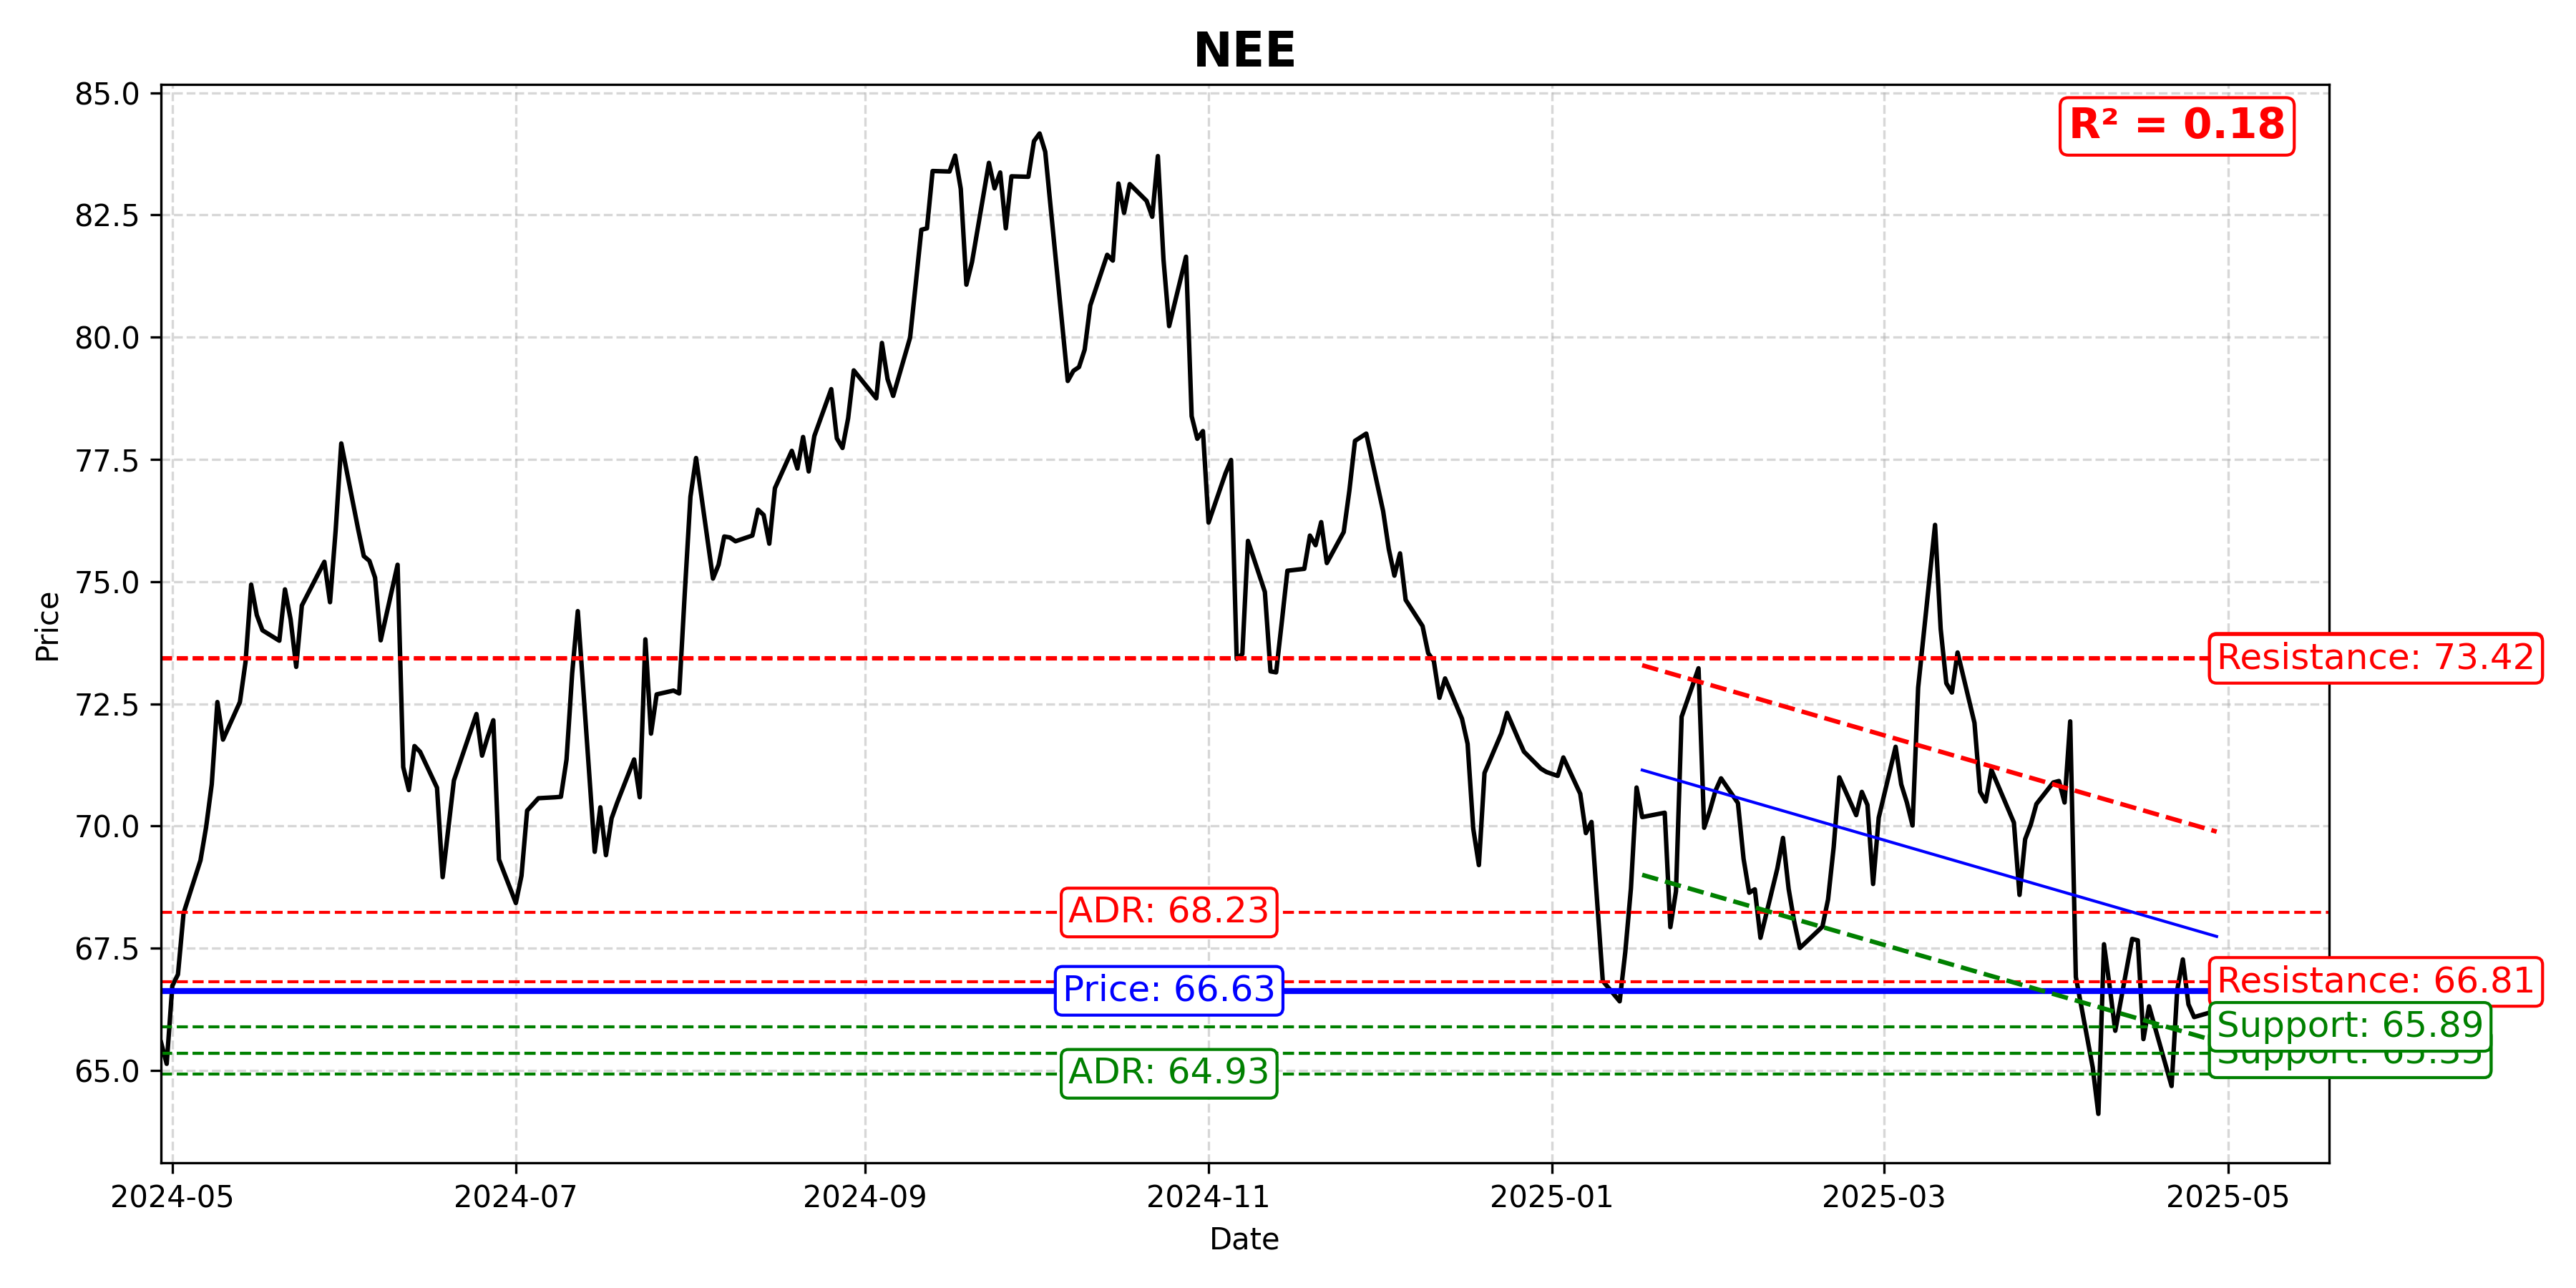 NEE
R² = 0.18
85.0
82.5
80.0
77.5
75.0
72.5
70.0
67.5
65.0
Price
Resistance: 73.42
ADR: 68.23
Resistance: 66.81
Price: 66.63
Support: 65.89
Support:
ADR: 64.93
2024-05
2024-07
2024-09
2024-11
2025-01
2025-03
2025-05
Date